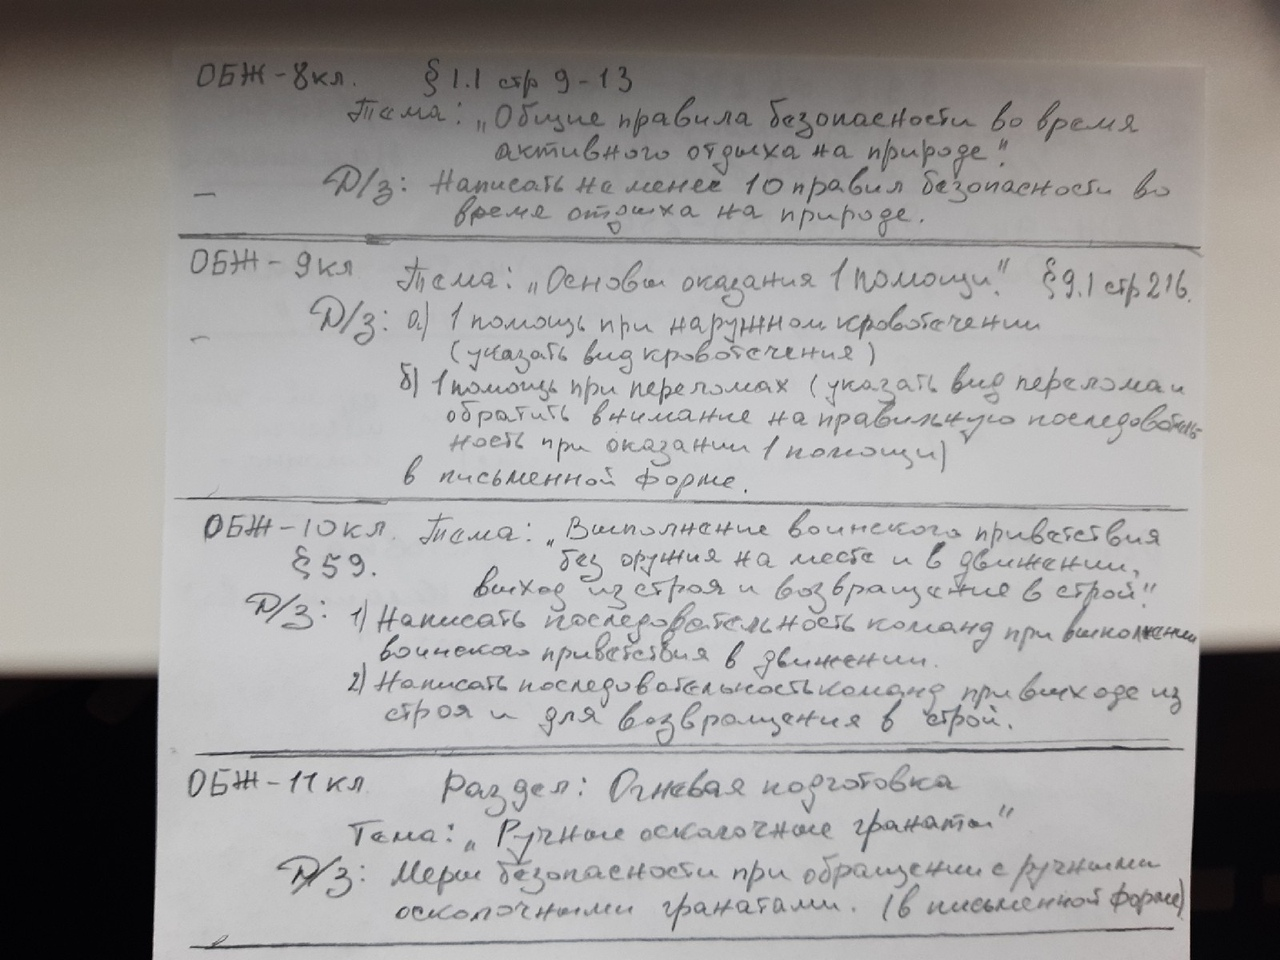 ОБЖ-8кл. § 1.1 стр 9-13
Тема: „Общие правила безопасности во время
активного отдыха на природе".
Д/з: Написать не менее 10 правил безопасности во
время отдыха на природе.
ОБЖ-9кл Тема: „Основы оказания 1 помощи". § 9.1 стр 216.
Д/з: а) 1 помощь при наружном кровотечении
(указать вид кровотечения)
б) 1 помощь при переломах (указать вид перелома и
обратить внимание на правильную последователь-
ность при оказании 1 помощи)
в письменной форме.
ОБЖ-10кл. Тема: „Выполнение воинского приветствия
§ 59. без оружия на месте и в движении,
выход из строя и возвращение в строй".
Д/з: 1) Написать последовательность команд при выполнении
воинского приветствия в движении.
2) Написать последовательность команд при выходе из
строя и для возвращения в строй.
ОБЖ-11кл. Раздел: Огневая подготовка
Тема: „Ручные осколочные гранаты"
Д/з: Меры безопасности при обращении с ручными
осколочными гранатами. (в письменной форме)